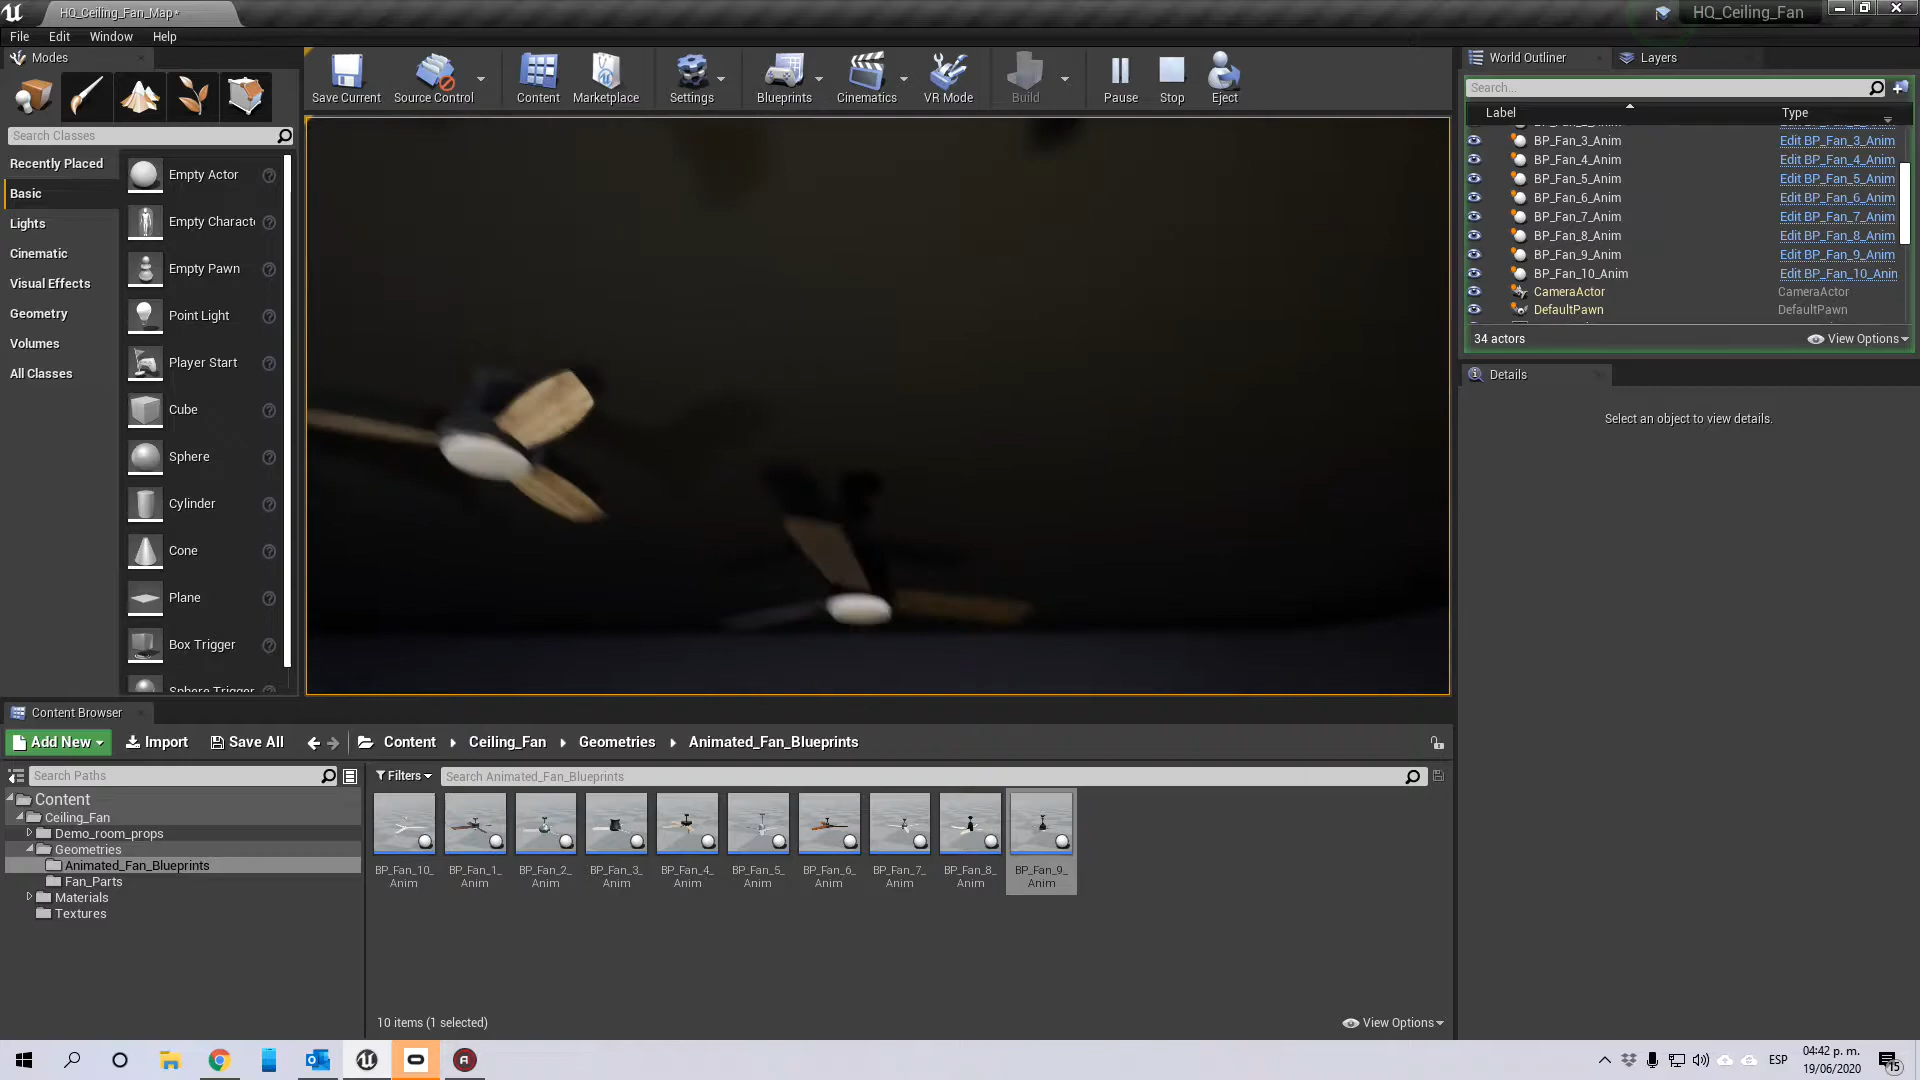 HQ_Ceiling_Fan_Map*
HQ_Ceiling_Fan
File Edit Window Help
Modes
Search Classes
Recently Placed
Basic
Lights
Cinematic
Visual Effects
Geometry
Volumes
All Classes
Empty Actor
Empty Characte
Empty Pawn
Point Light
Player Start
Cube
Sphere
Cylinder
Cone
Plane
Box Trigger
Sphere Trigger
Save Current Source Control Content Marketplace Settings Blueprints Cinematics VR Mode Build Pause Stop Eject
World Outliner Layers
Search...
Label Type
BP_Fan_3_Anim Edit BP_Fan_3_Anim
BP_Fan_4_Anim Edit BP_Fan_4_Anim
BP_Fan_5_Anim Edit BP_Fan_5_Anim
BP_Fan_6_Anim Edit BP_Fan_6_Anim
BP_Fan_7_Anim Edit BP_Fan_7_Anim
BP_Fan_8_Anim Edit BP_Fan_8_Anim
BP_Fan_9_Anim Edit BP_Fan_9_Anim
BP_Fan_10_Anim Edit BP_Fan_10_Anin
CameraActor CameraActor
DefaultPawn DefaultPawn
34 actors View Options
Details
Select an object to view details.
Content Browser
Add New Import Save All Content Ceiling_Fan Geometries Animated_Fan_Blueprints
Search Paths
Filters Search Animated_Fan_Blueprints
Content
Ceiling_Fan
Demo_room_props
Geometries
Animated_Fan_Blueprints
Fan_Parts
Materials
Textures
BP_Fan_10_ BP_Fan_1_ BP_Fan_2_ BP_Fan_3_ BP_Fan_4_ BP_Fan_5_ BP_Fan_6_ BP_Fan_7_ BP_Fan_8_ BP_Fan_9_
Anim Anim Anim Anim Anim Anim Anim Anim Anim Anim
10 items (1 selected) View Options
ESP
04:42 p. m.
19/06/2020
15